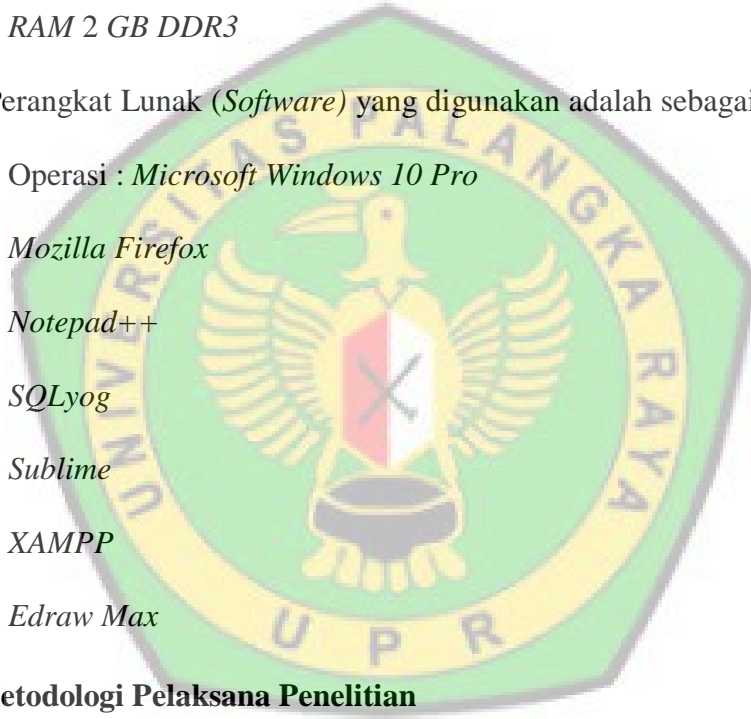 RAM 2 GB DDR3
Perangkat Lunak (Software) yang digunakan adalah sebagai
Operasi : Microsoft Windows 10 Pro
Mozilla Firefox
Notepad++
SQLyog
Sublime
XAMPP
Edraw Max
etodologi Pelaksana Penelitian
UNIVERSITAS PALANGKA RAYA
UPR